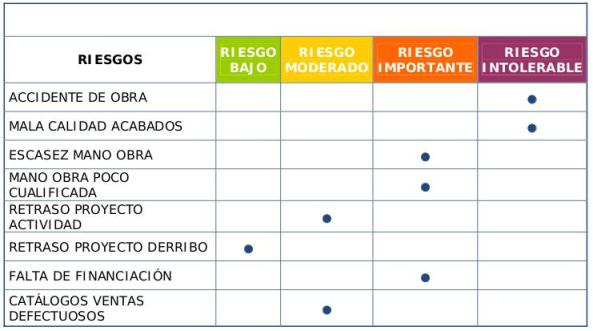 RIESGOS
RIESGO BAJO
RIESGO MODERADO
RIESGO IMPORTANTE
RIESGO INTOLERABLE
ACCIDENTE DE OBRA
MALA CALIDAD ACABADOS
ESCASEZ MANO OBRA
MANO OBRA POCO
CUALIFICADA
RETRASO PROYECTO
ACTIVIDAD
RETRASO PROYECTO DERRIBO
FALTA DE FINANCIACIÓN
CATÁLOGOS VENTAS
DEFECTUOSOS